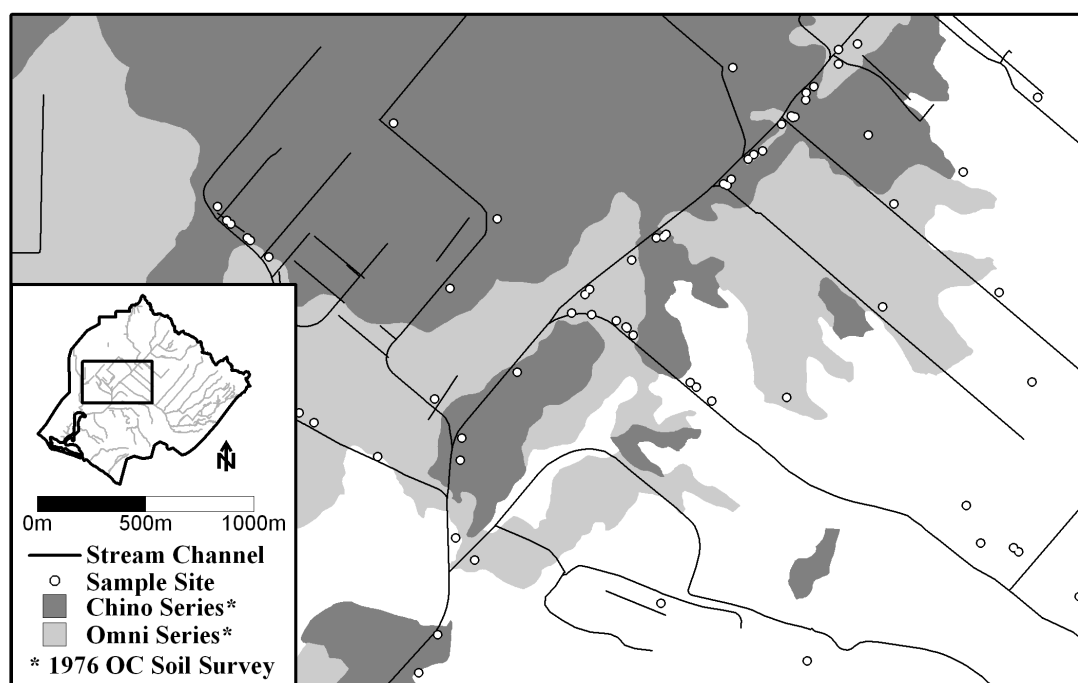 N
0m 500m 1000m
Stream Channel
Sample Site
Chino Series*
Omni Series*
* 1976 OC Soil Survey